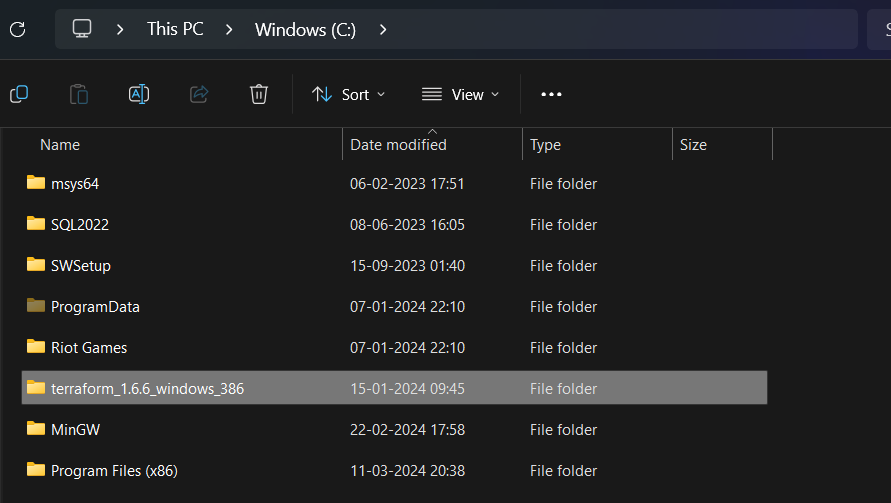 This PC > Windows (C:) > S
Sort View
Name Date modified Type Size
msys64 06-02-2023 17:51 File folder
SQL2022 08-06-2023 16:05 File folder
SWSetup 15-09-2023 01:40 File folder
ProgramData 07-01-2024 22:10 File folder
Riot Games 07-01-2024 22:10 File folder
terraform_1.6.6_windows_386 15-01-2024 09:45 File folder
MinGW 22-02-2024 17:58 File folder
Program Files (x86) 11-03-2024 20:38 File folder